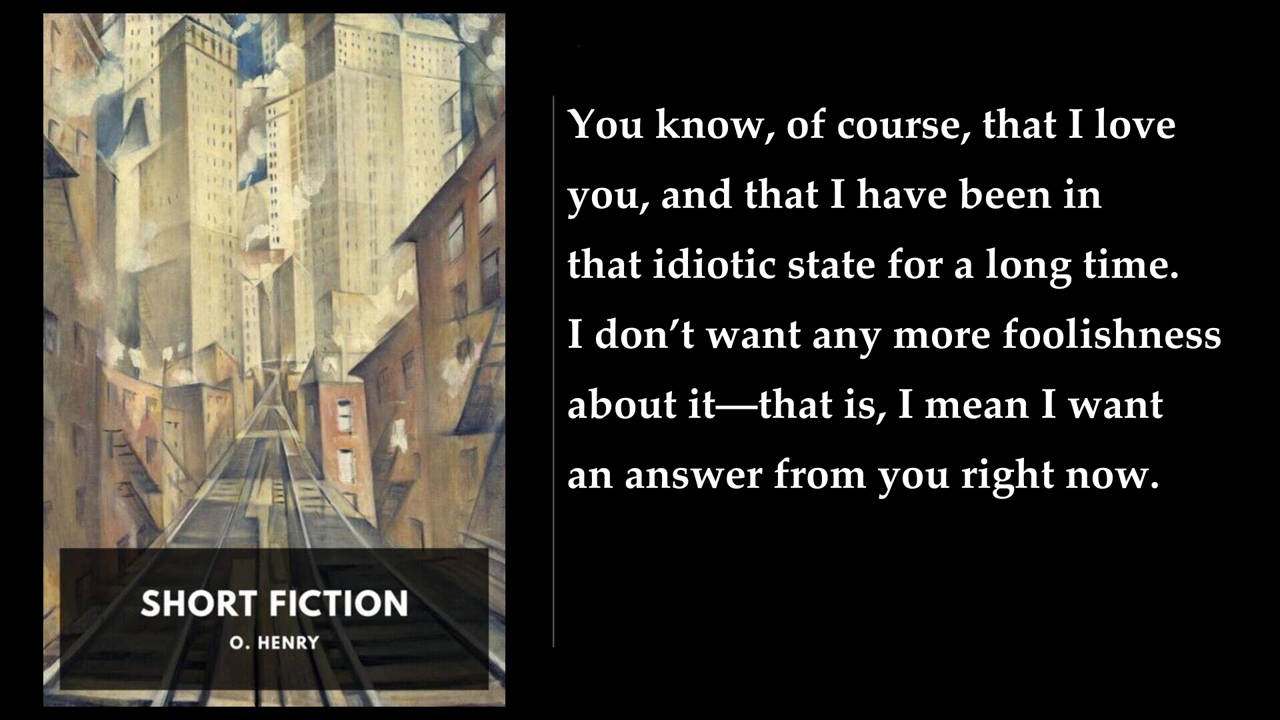 SHORT FICTION
O. HENRY
You know, of course, that I love
you, and that I have been in
that idiotic state for a long time.
I don’t want any more foolishness
about it—that is, I mean I want
an answer from you right now.